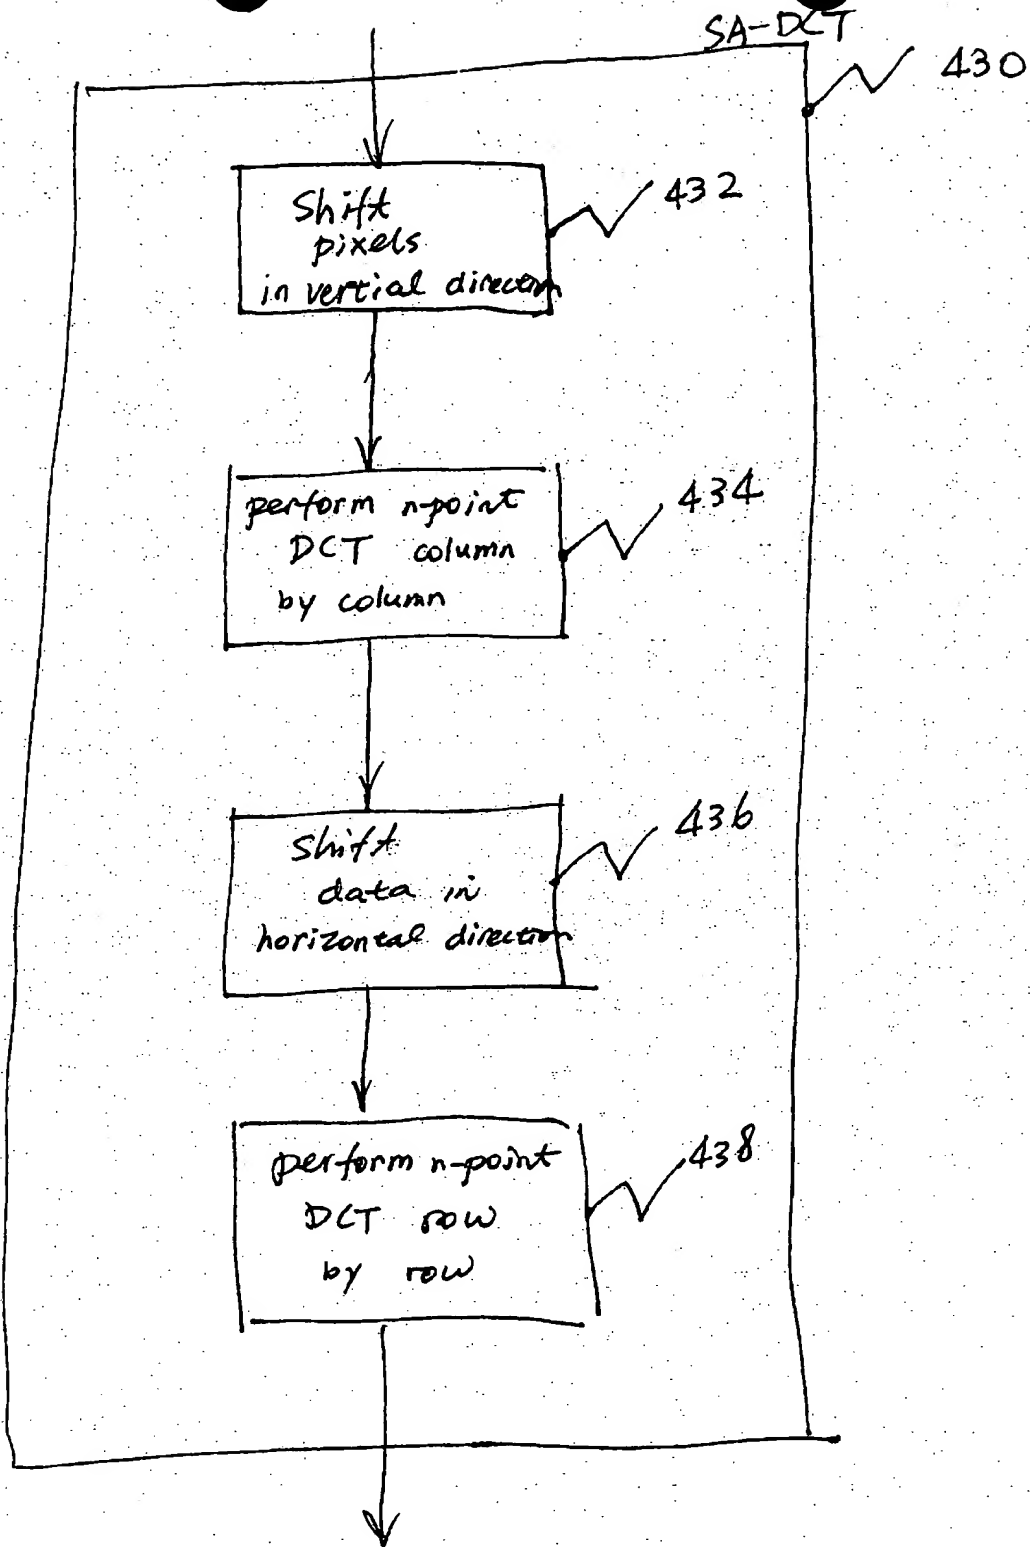 SA-DCT
430
Shift
pixels
in vertial direction
432
perform n-point
DCT column
by column
434
Shift
data in
horizontal direction
436
perform n-point
DCT row
by row
438